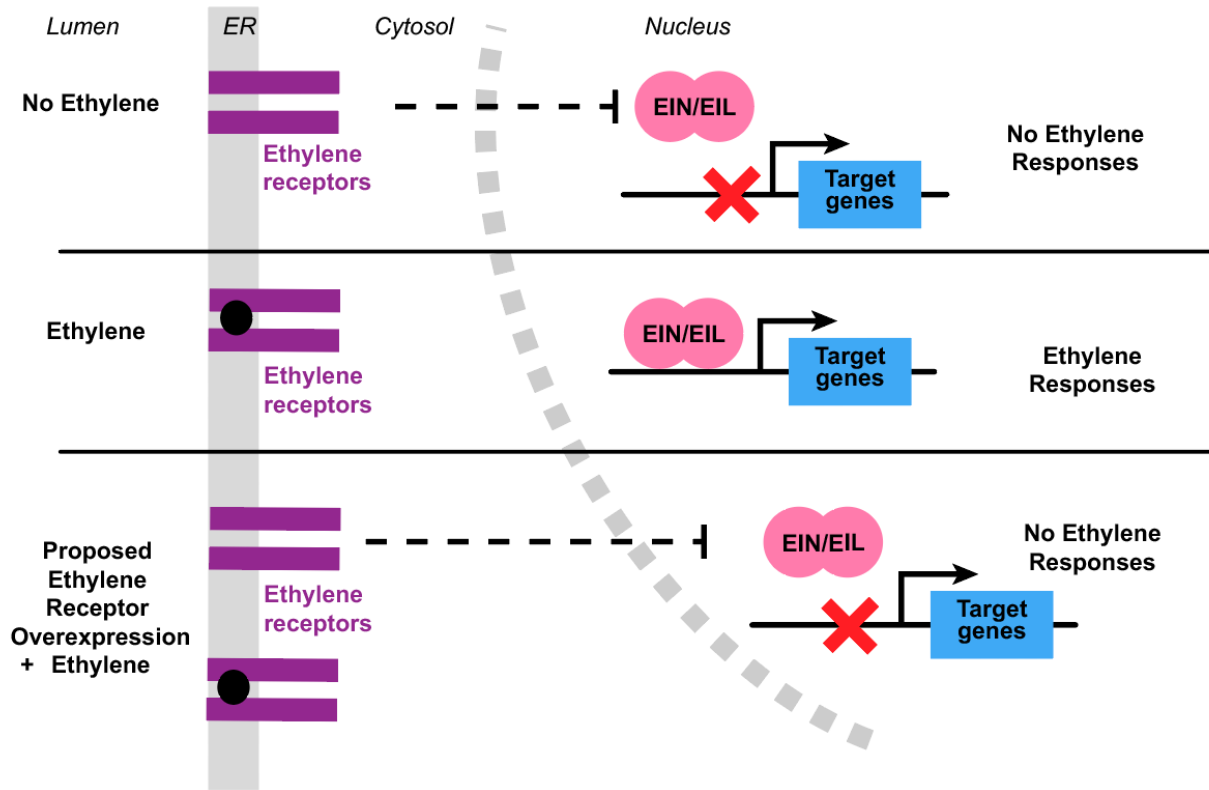 Lumen ER Cytosol Nucleus
No Ethylene
Ethylene
receptors
EIN/EIL
Target
genes
No Ethylene
Responses
Ethylene
Ethylene
receptors
EIN/EIL
Target
genes
Ethylene
Responses
Proposed
Ethylene
Receptor
Overexpression
+ Ethylene
Ethylene
receptors
EIN/EIL
Target
genes
No Ethylene
Responses